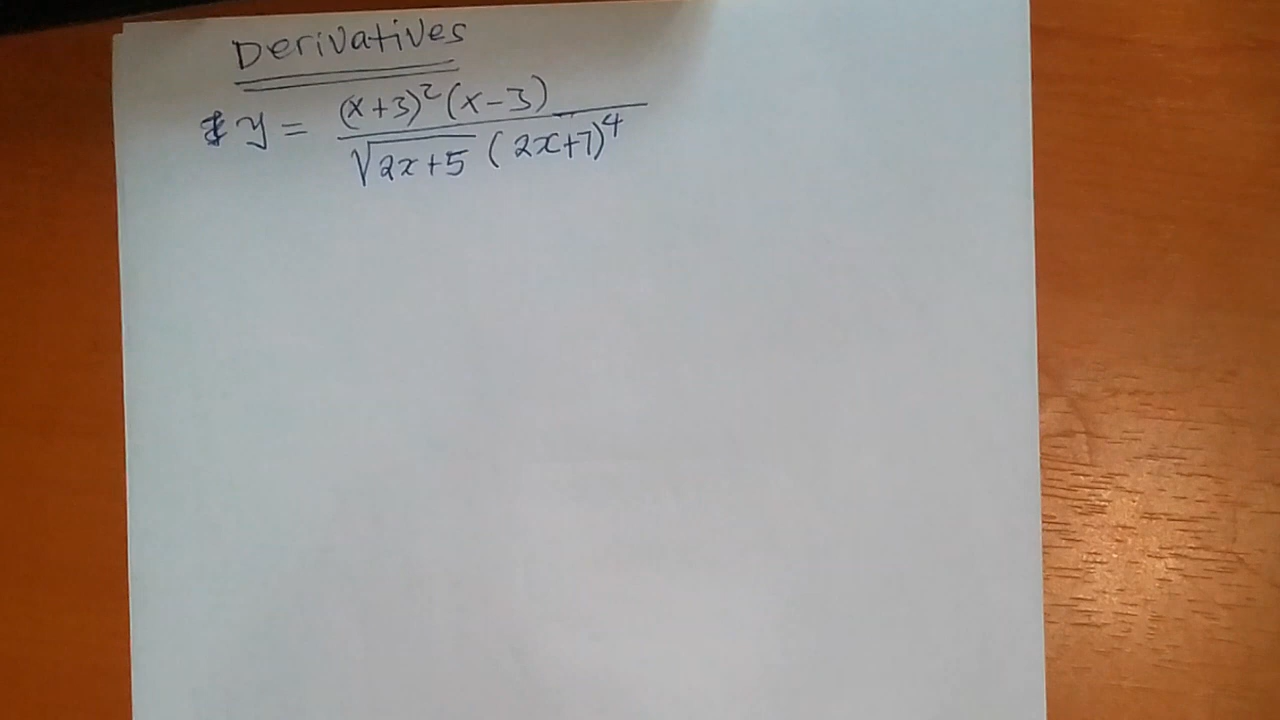 Derivatives
y = (x+3)²(x-3)
√2x+5 (2x+7)⁴